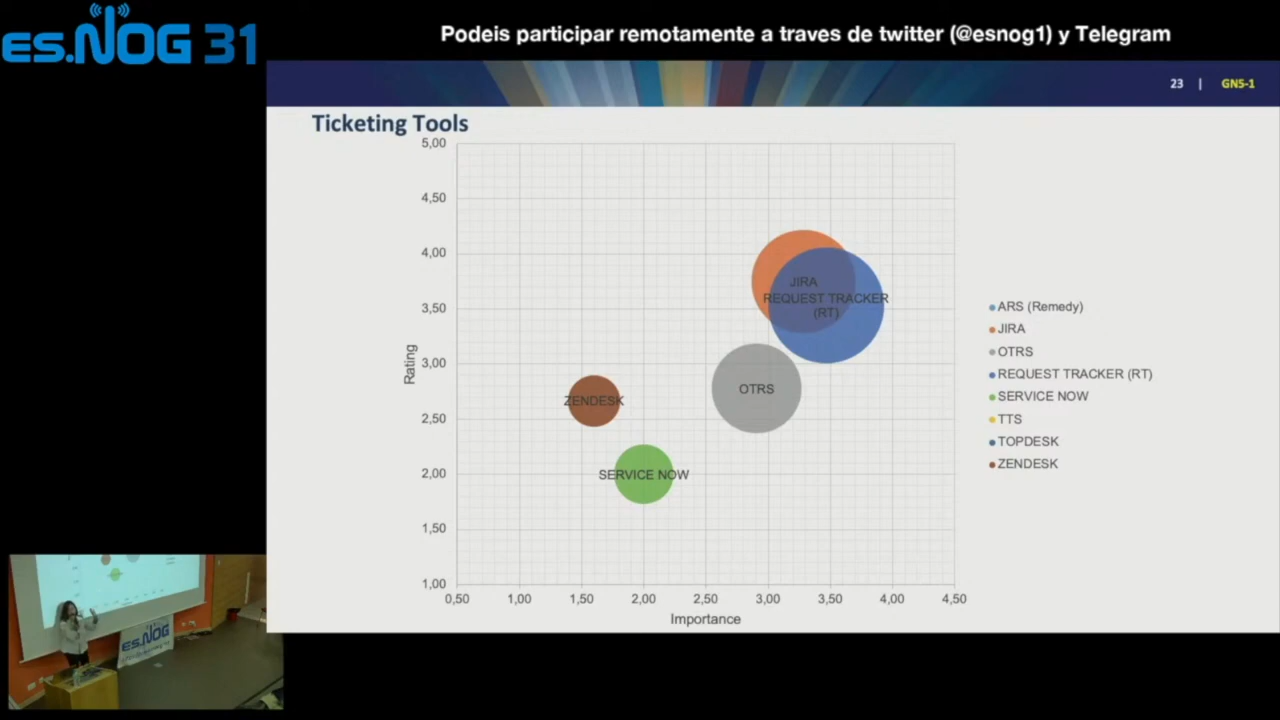 es.NOG 31
Podeis participar remotamente a traves de twitter (@esnog1) y Telegram
23 | GN5-1
Ticketing Tools
5,00
4,50
4,00
3,50
3,00
2,50
2,00
1,50
1,00
Rating
JIRA
REQUEST TRACKER
(RT)
OTRS
ZENDESK
SERVICE NOW
0,50 1,00 1,50 2,00 2,50 3,00 3,50 4,00 4,50
Importance
ARS (Remedy)
JIRA
OTRS
REQUEST TRACKER (RT)
SERVICE NOW
TTS
TOPDESK
ZENDESK
es.NOG